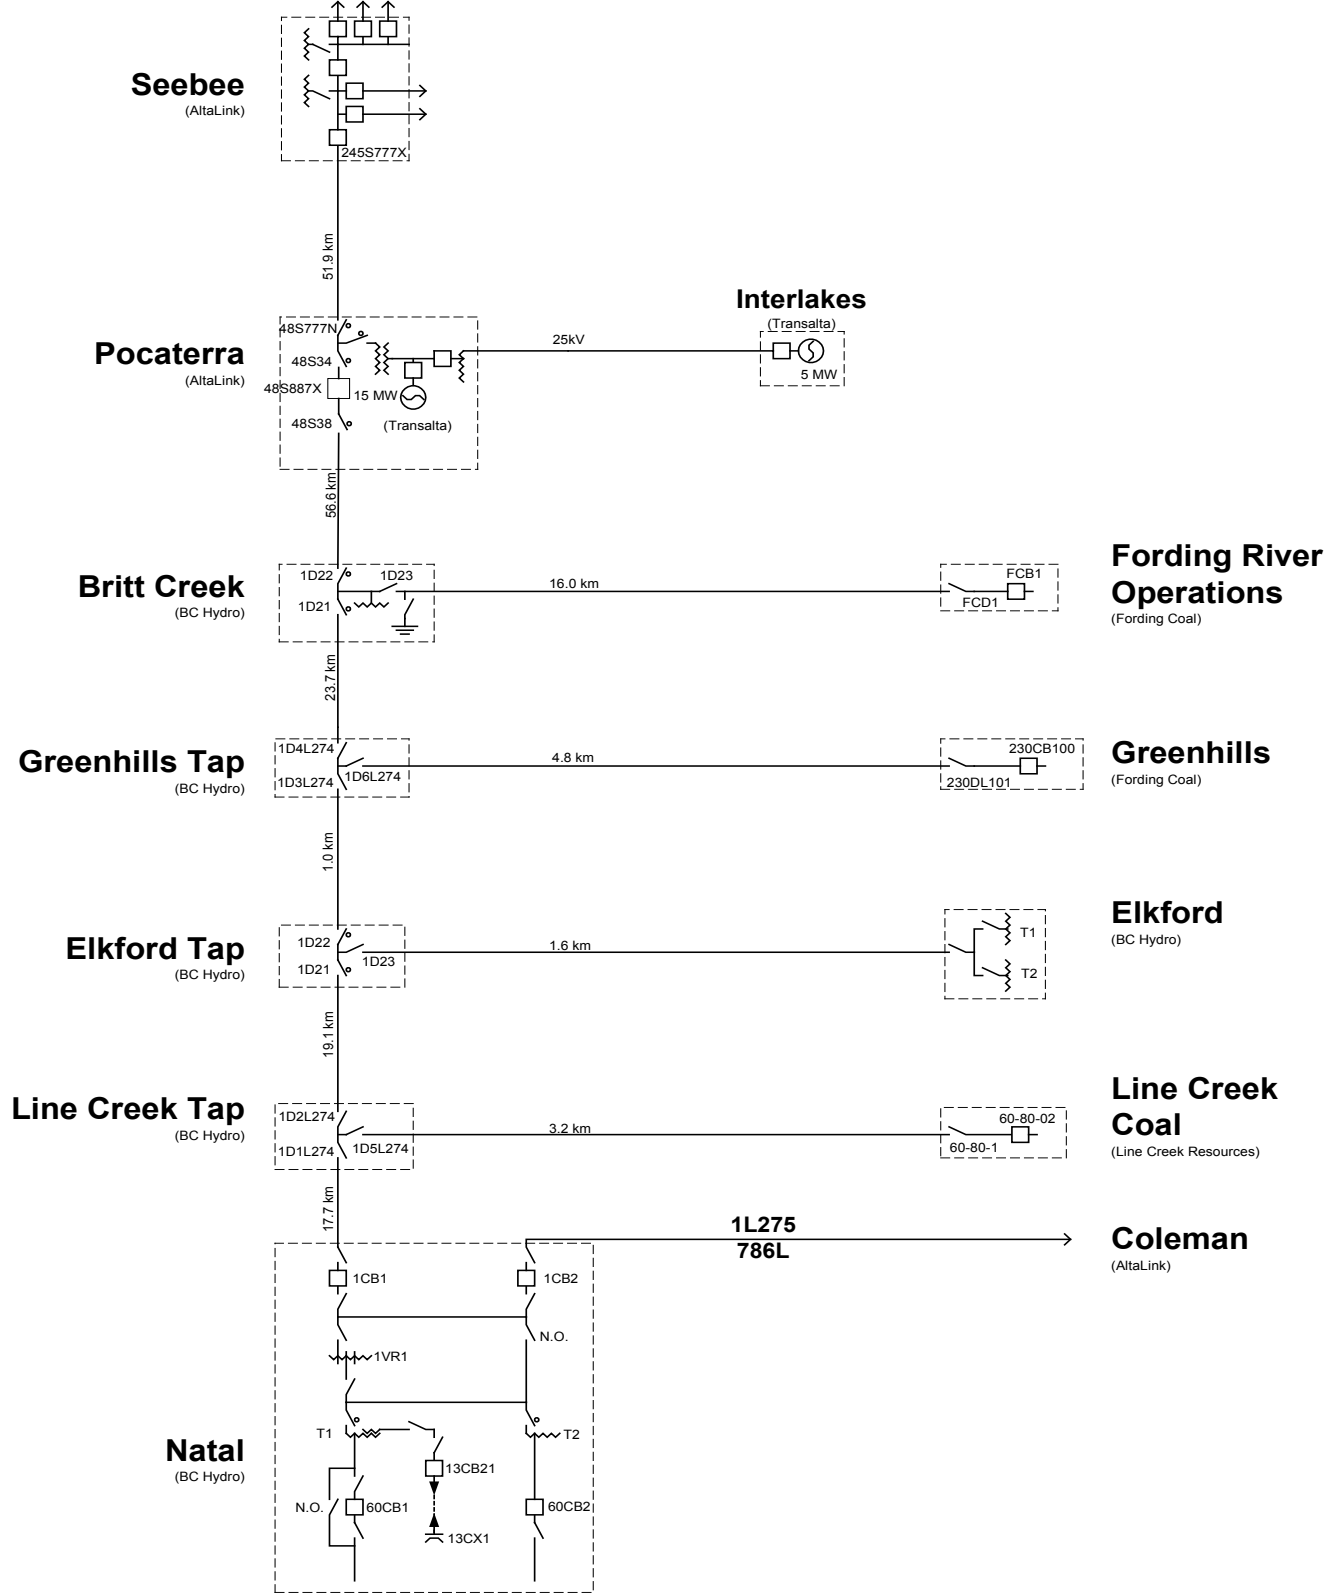 Seebee
(AltaLink)
245S777X
51.9 km
Pocaterra
(AltaLink)
48S777N
48S34
48S887X
15 MW
48S38
(Transalta)
25kV
Interlakes
(Transalta)
5 MW
56.6 km
Britt Creek
(BC Hydro)
1D22
1D23
1D21
16.0 km
FCB1
FCD1
Fording River
Operations
(Fording Coal)
23.7 km
Greenhills Tap
(BC Hydro)
1D4L274
1D6L274
1D3L274
4.8 km
230CB100
230DL101
Greenhills
(Fording Coal)
1.0 km
Elkford Tap
(BC Hydro)
1D22
1D23
1D21
1.6 km
T1
T2
Elkford
(BC Hydro)
19.1 km
Line Creek Tap
(BC Hydro)
1D2L274
1D1L274
1D5L274
3.2 km
60-80-02
60-80-1
Line Creek
Coal
(Line Creek Resources)
17.7 km
1L275
786L
Coleman
(AltaLink)
1CB1
1CB2
N.O.
1VR1
T1
T2
Natal
(BC Hydro)
13CB21
N.O.
60CB1
60CB2
13CX1